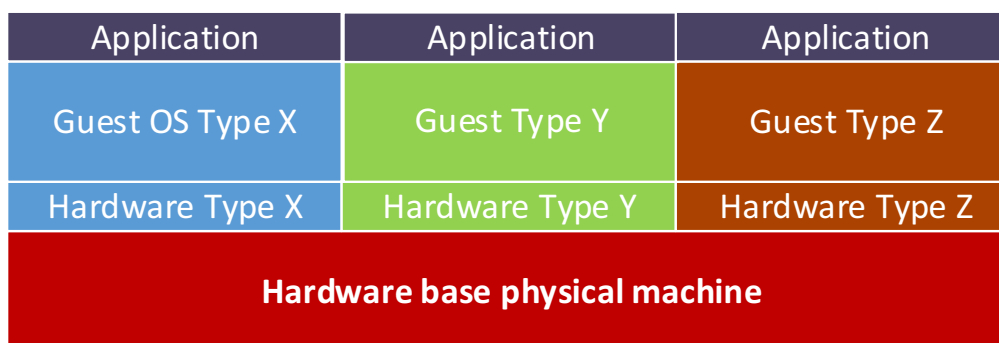 Application Application Application
Guest OS Type X Guest Type Y Guest Type Z
Hardware Type X Hardware Type Y Hardware Type Z
Hardware base physical machine